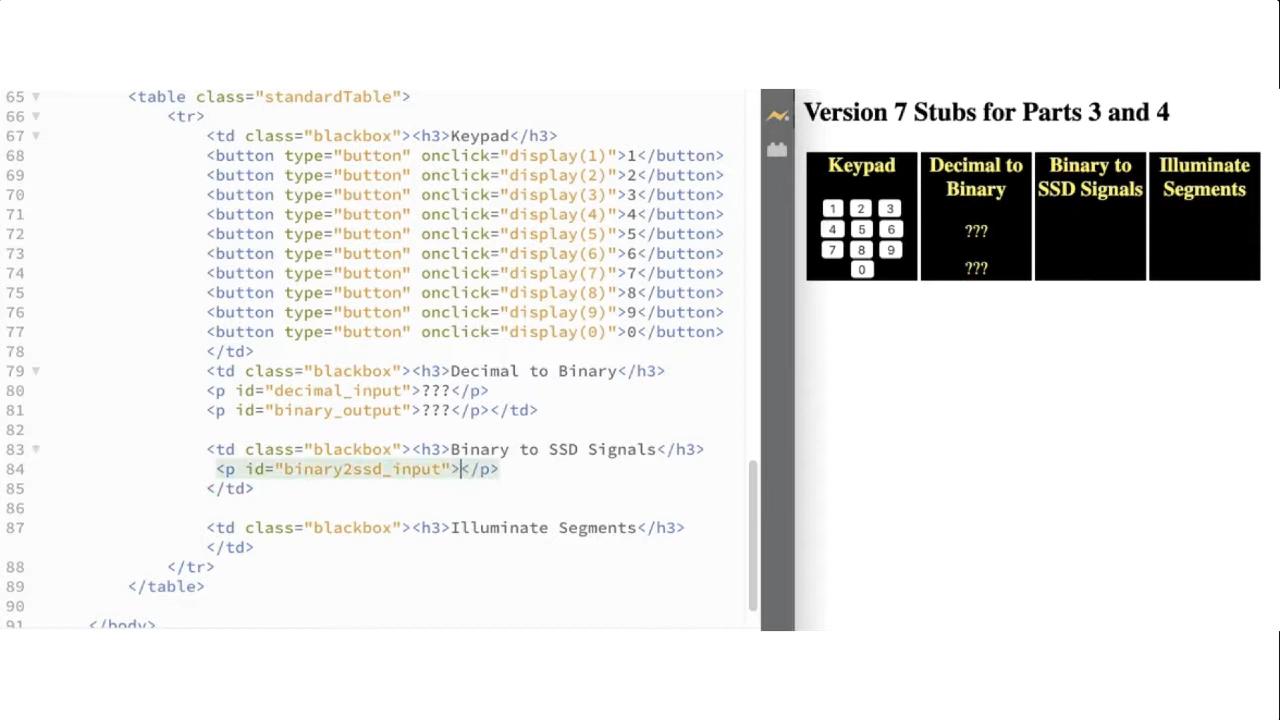 65 <table class="standardTable">
66 <tr>
67 <td class="blackbox"><h3>Keypad</h3>
68 <button type="button" onclick="display(1)">1</button>
69 <button type="button" onclick="display(2)">2</button>
70 <button type="button" onclick="display(3)">3</button>
71 <button type="button" onclick="display(4)">4</button>
72 <button type="button" onclick="display(5)">5</button>
73 <button type="button" onclick="display(6)">6</button>
74 <button type="button" onclick="display(7)">7</button>
75 <button type="button" onclick="display(8)">8</button>
76 <button type="button" onclick="display(9)">9</button>
77 <button type="button" onclick="display(0)">0</button>
78 </td>
79 <td class="blackbox"><h3>Decimal to Binary</h3>
80 <p id="decimal_input">???</p>
81 <p id="binary_output">???</p></td>
82
83 <td class="blackbox"><h3>Binary to SSD Signals</h3>
84 <p id="binary2ssd_input"></p>
85 </td>
86
87 <td class="blackbox"><h3>Illuminate Segments</h3>
</td>
88 </tr>
89 </table>
90
91 </body>
Version 7 Stubs for Parts 3 and 4
Keypad
1 2 3
4 5 6
7 8 9
0
Decimal to
Binary
???
???
Binary to
SSD Signals
Illuminate
Segments